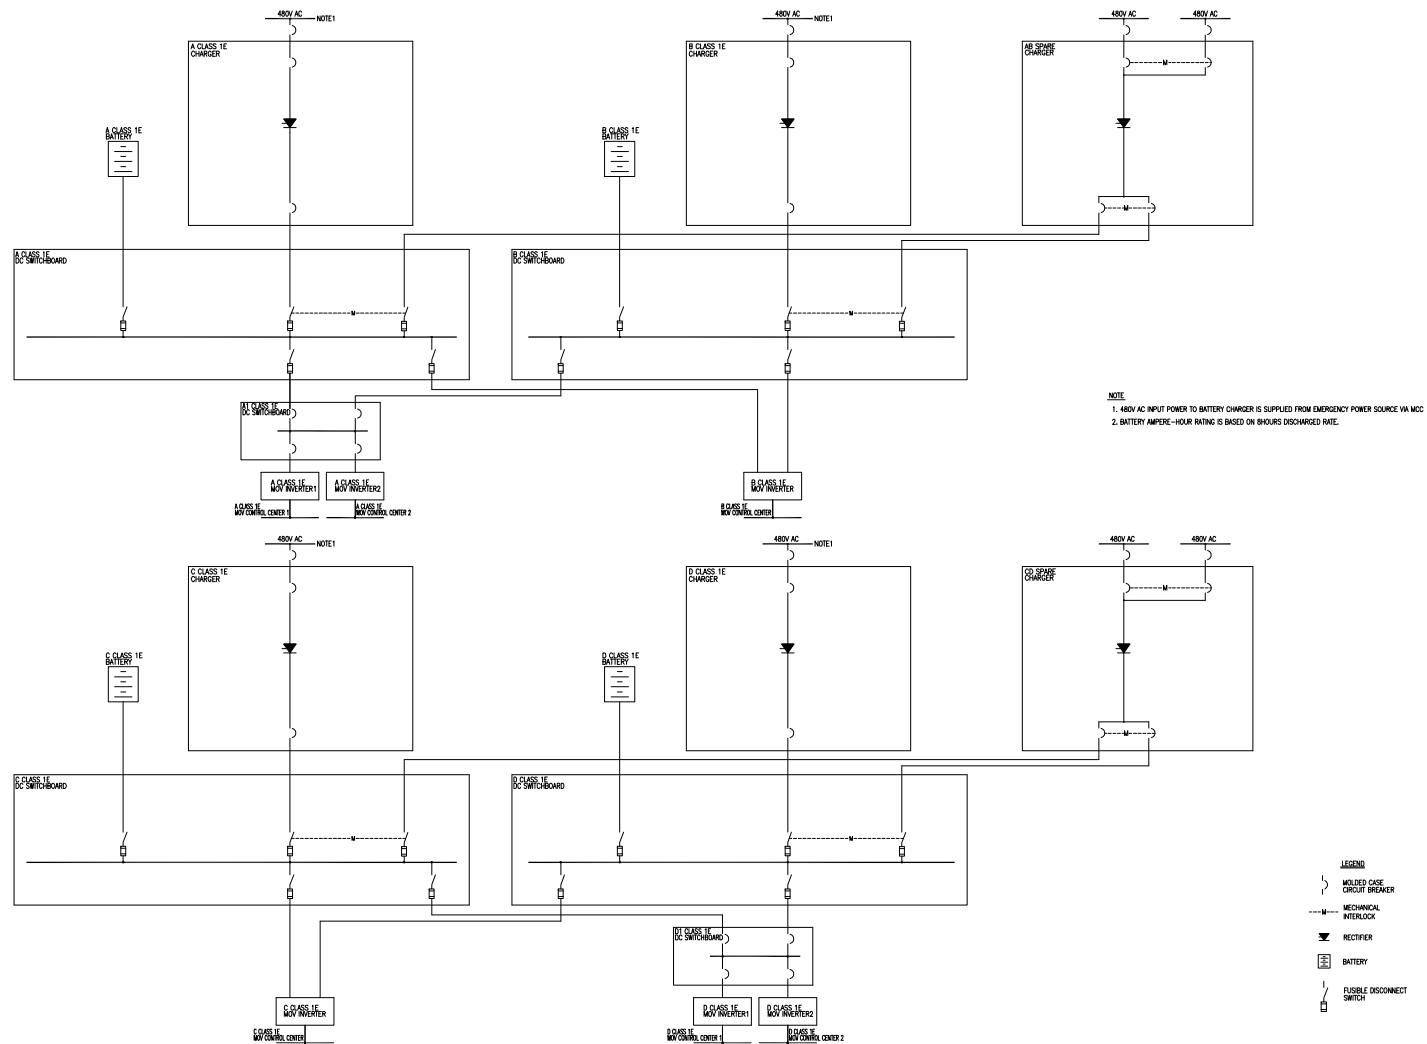 480V AC
NOTE1
480V AC
NOTE1
480V AC
480V AC
A CLASS 1E
CHARGER
B CLASS 1E
CHARGER
AB SPARE
CHARGER
M
A CLASS 1E
BATTERY
B CLASS 1E
BATTERY
M
A CLASS 1E
DC SWITCHBOARD
B CLASS 1E
DC SWITCHBOARD
M
M
A1 CLASS 1E
DC SWITCHBOARD
NOTE
1. 480V AC INPUT POWER TO BATTERY CHARGER IS SUPPLIED FROM EMERGENCY POWER SOURCE VIA MCC
2. BATTERY AMPERE-HOUR RATING IS BASED ON 8HOURS DISCHARGED RATE.
A CLASS 1E
MOV INVERTER1
A CLASS 1E
MOV INVERTER2
B CLASS 1E
MOV INVERTER
A CLASS 1E
MOV CONTROL CENTER 1
A CLASS 1E
MOV CONTROL CENTER 2
B CLASS 1E
MOV CONTROL CENTER
480V AC
NOTE1
480V AC
NOTE1
480V AC
480V AC
C CLASS 1E
CHARGER
D CLASS 1E
CHARGER
CD SPARE
CHARGER
M
C CLASS 1E
BATTERY
D CLASS 1E
BATTERY
M
C CLASS 1E
DC SWITCHBOARD
D CLASS 1E
DC SWITCHBOARD
M
M
D1 CLASS 1E
DC SWITCHBOARD
C CLASS 1E
MOV INVERTER
D CLASS 1E
MOV INVERTER1
D CLASS 1E
MOV INVERTER2
C CLASS 1E
MOV CONTROL CENTER
D CLASS 1E
MOV CONTROL CENTER 1
D CLASS 1E
MOV CONTROL CENTER 2
LEGEND
MOLDED CASE
CIRCUIT BREAKER
M
MECHANICAL
INTERLOCK
RECTIFIER
BATTERY
FUSIBLE DISCONNECT
SWITCH